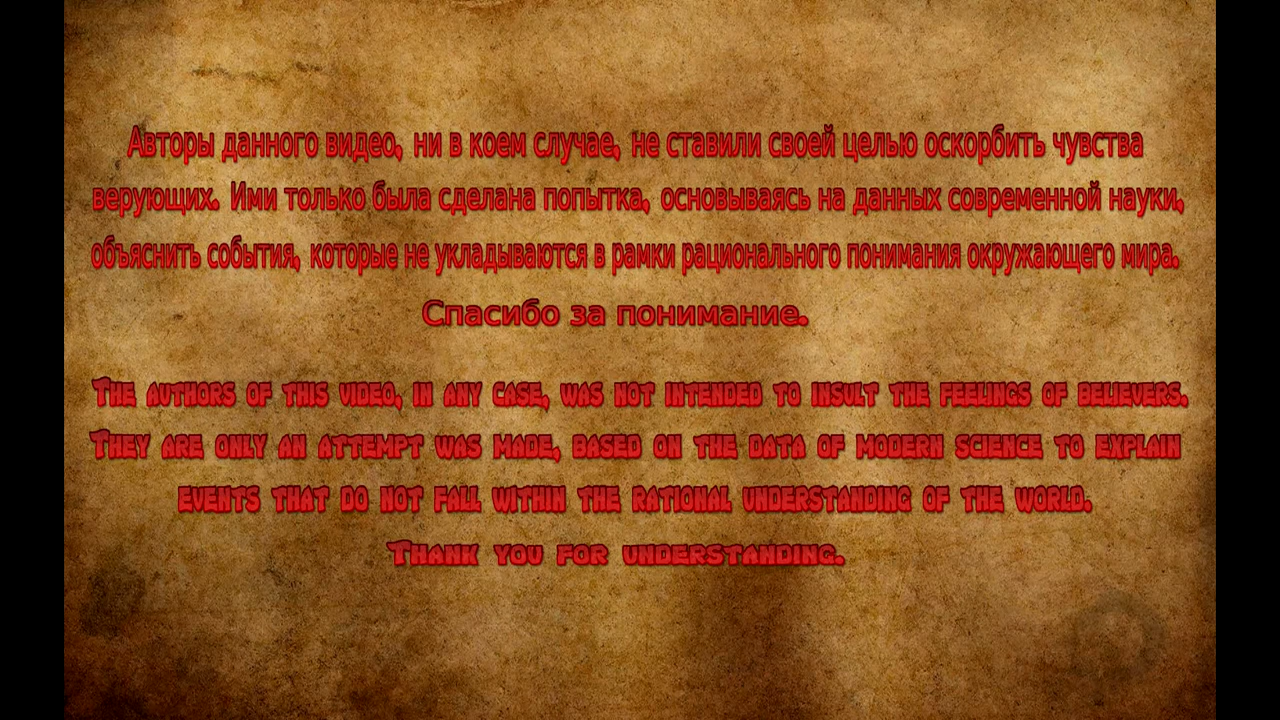 Авторы данного видео, ни в коем случае, не ставили своей целью оскорбить чувства
верующих. Ими только была сделана попытка, основываясь на данных современной науки,
объяснить события, которые не укладываются в рамки рационального понимания окружающего мира.
Спасибо за понимание.
The authors of this video, in any case, was not intended to insult the feelings of believers.
They are only an attempt was made, based on the data of modern science to explain
events that do not fall within the rational understanding of the world.
Thank you for understanding.